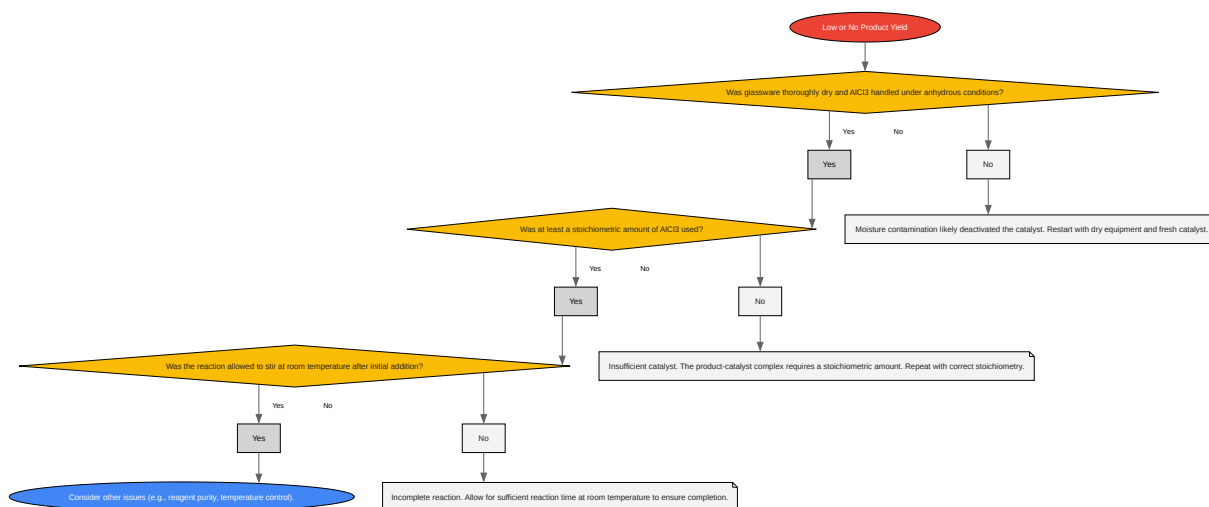 Low or No Product Yield
Was glassware thoroughly dry and AlCl3 handled under anhydrous conditions?
Yes
No
Yes
No
Moisture contamination likely deactivated the catalyst. Restart with dry equipment and fresh catalyst.
Was at least a stoichiometric amount of AlCl3 used?
Yes
No
Yes
No
Insufficient catalyst. The product-catalyst complex requires a stoichiometric amount. Repeat with correct stoichiometry.
Was the reaction allowed to stir at room temperature after initial addition?
Yes
No
Yes
No
Consider other issues (e.g., reagent purity, temperature control).
Incomplete reaction. Allow for sufficient reaction time at room temperature to ensure completion.